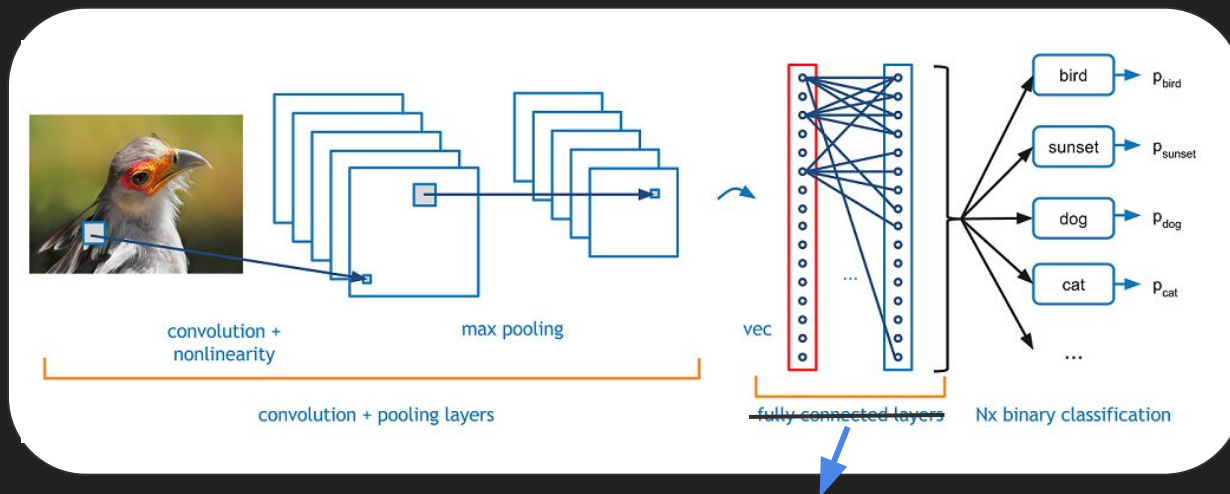 bird
p_bird
sunset
p_sunset
dog
p_dog
cat
p_cat
...
...
convolution +
nonlinearity
max pooling
vec
convolution + pooling layers
fully connected layers
Nx binary classification